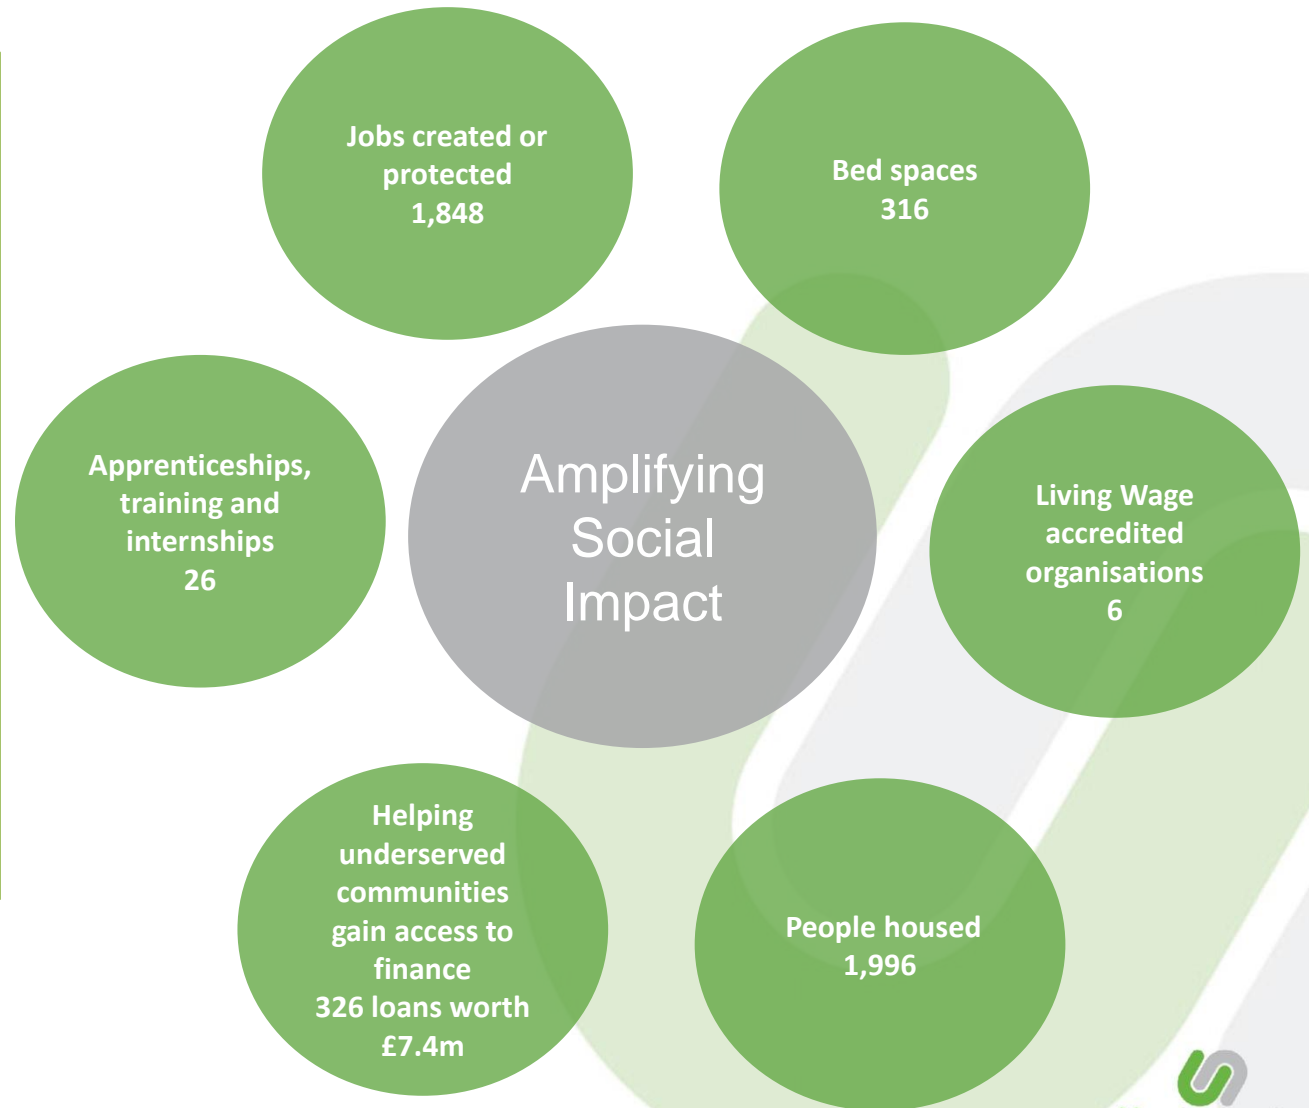 Jobs created or
protected
1,848
Bed spaces
316
Apprenticeships,
training and
internships
26
Amplifying
Social
Impact
Living Wage
accredited
organisations
6
Helping
underserved
communities
gain access to
finance
326 loans worth
£7.4m
People housed
1,996